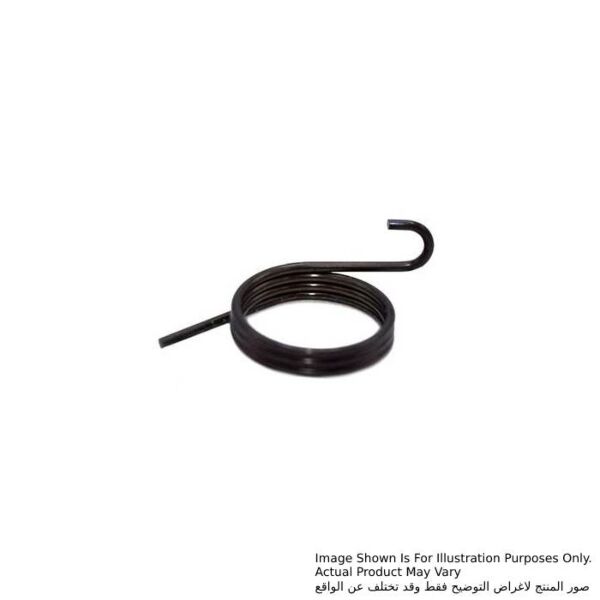 Image Shown Is For Illustration Purposes Only.
Actual Product May Vary
صور المنتج لاغراض التوضيح فقط وقد تختلف عن الواقع